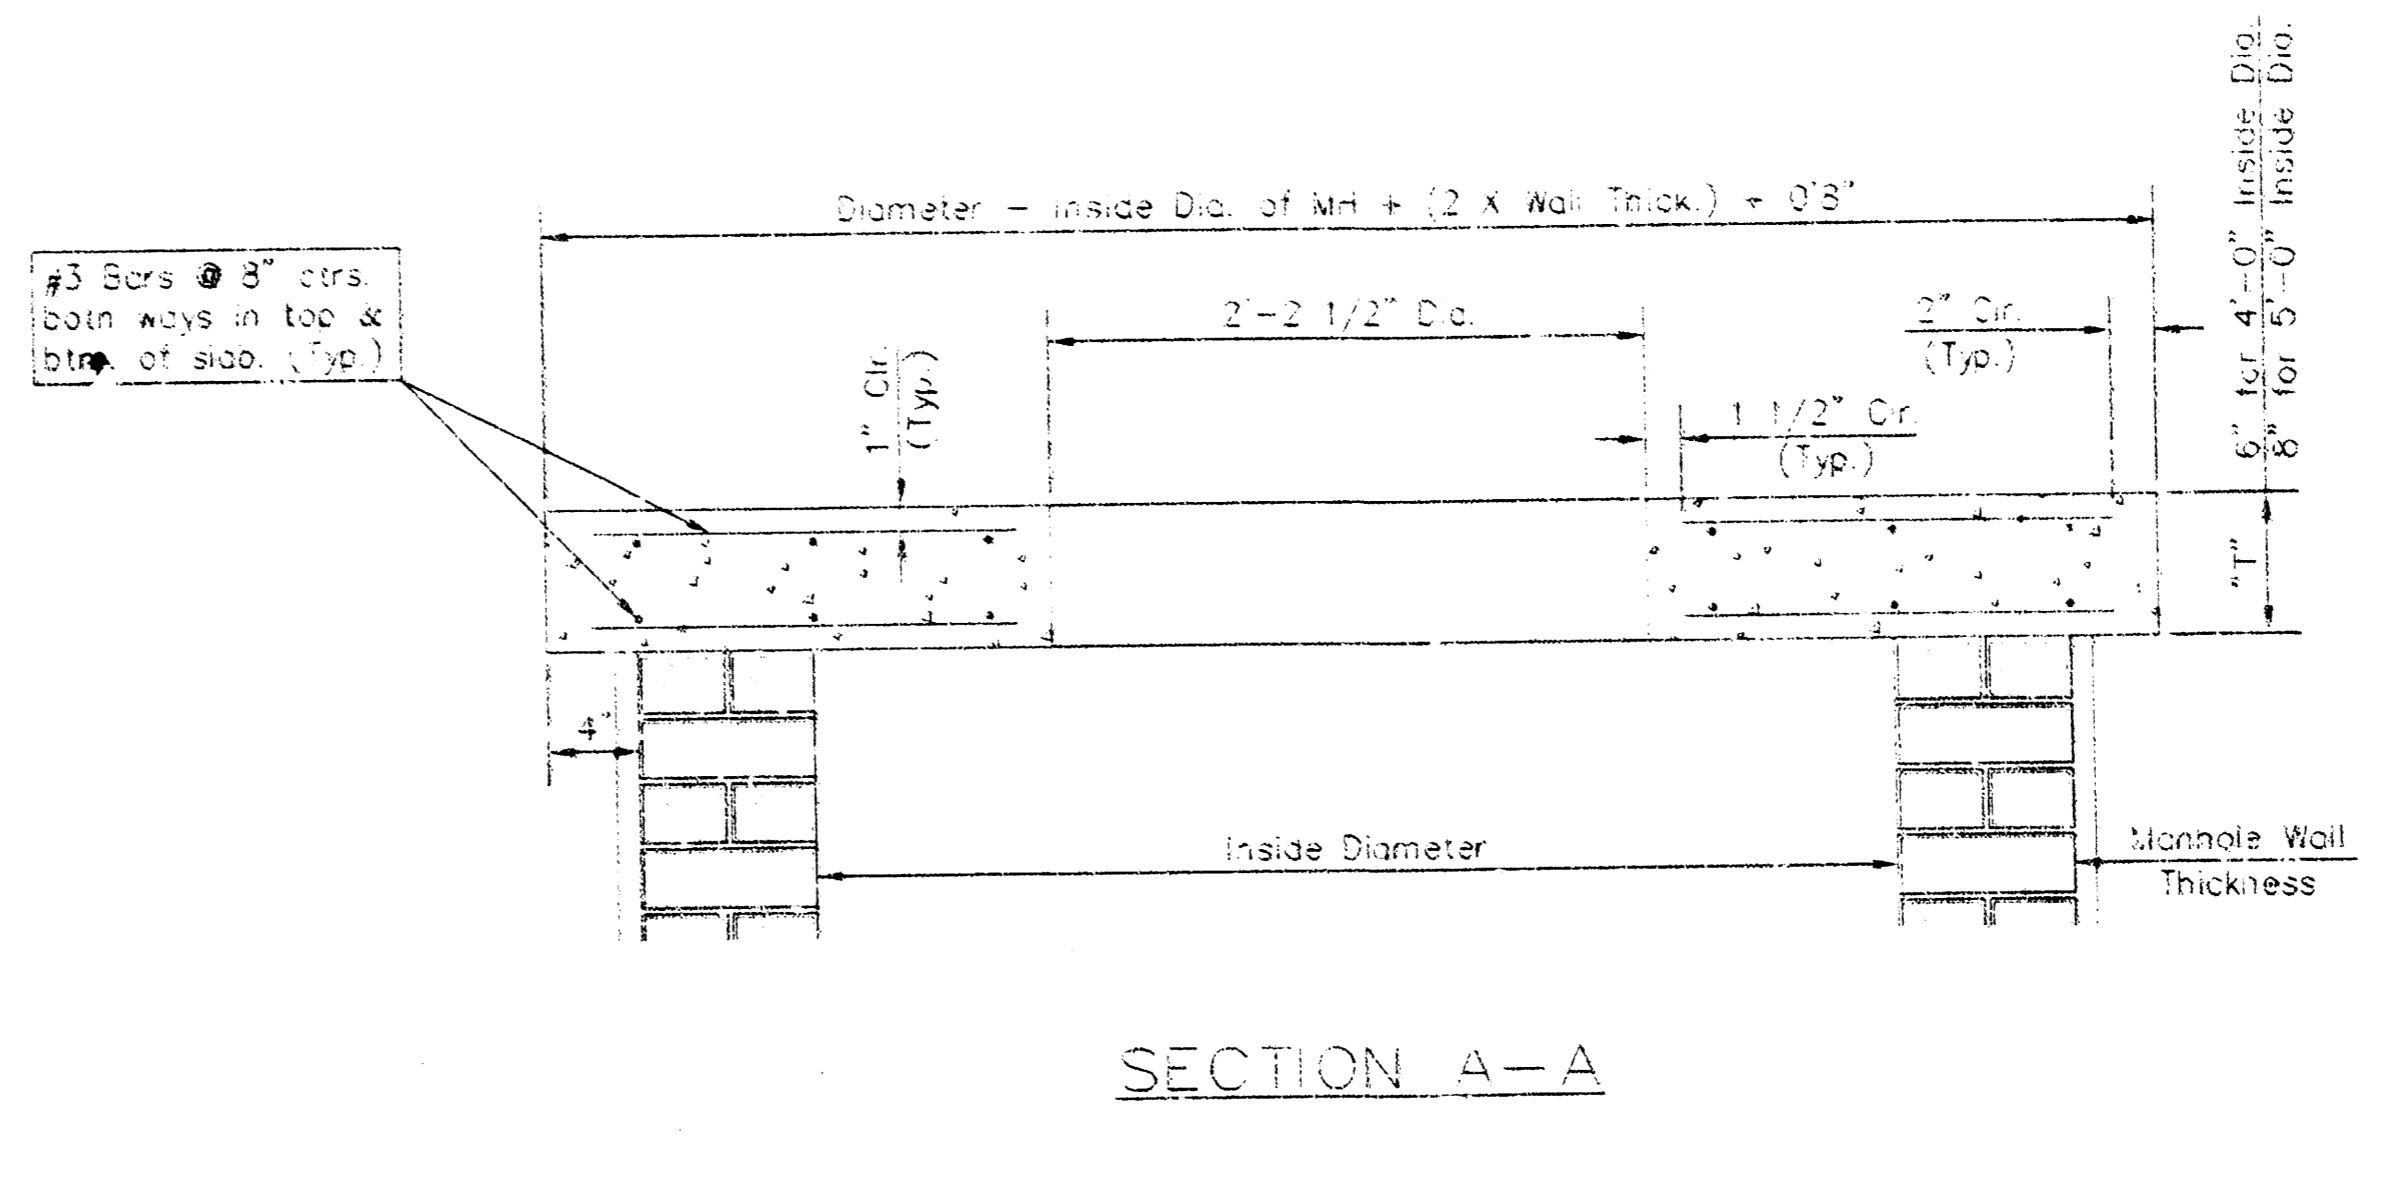 6" for 4'-0" Inside Dia.
8" for 5'-0" Inside Dia.
Diameter - Inside Dia. of MH + (2 X Wall Thick.) + 0'8"
#3 Bars @ 8" ctrs.
both ways in top &
btm. of slab. (Typ.)
2'-2 1/2" Dia.
2" Clr.
(Typ.)
1" Clr.
(Typ.)
1 1/2" Clr.
(Typ.)
"T"
4"
Inside Diameter
Manhole Wall
Thickness
SECTION A-A